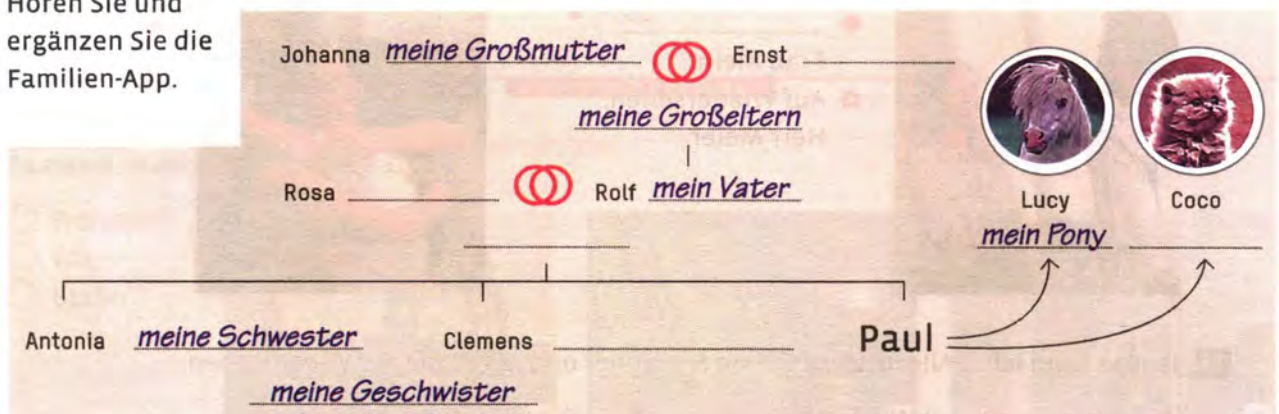 Hören Sie und
ergänzen Sie die
Familien-App.
Johanna meine Großmutter Ernst
meine Großeltern
Rosa Rolf mein Vater
Lucy Coco
mein Pony
Antonia meine Schwester Clemens Paul
meine Geschwister